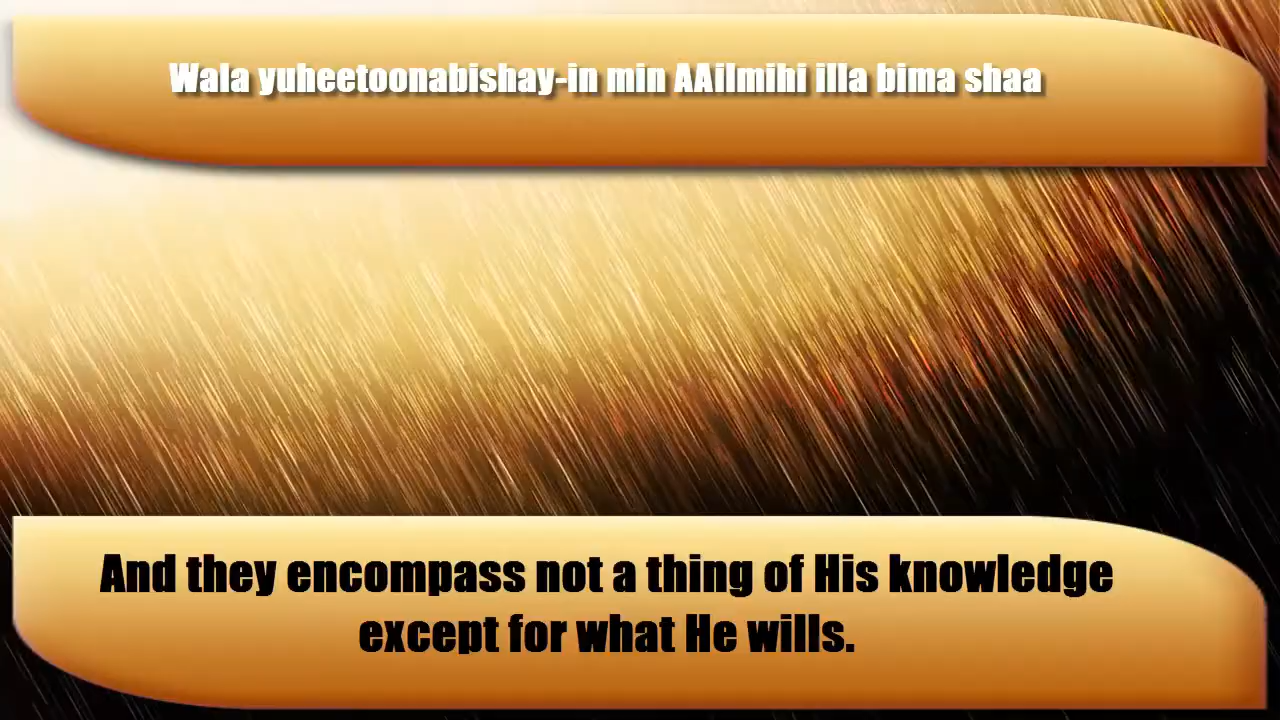 Wala yuheetoonabishay-in min AAilmihi illa bima shaa
And they encompass not a thing of His knowledge
except for what He wills.